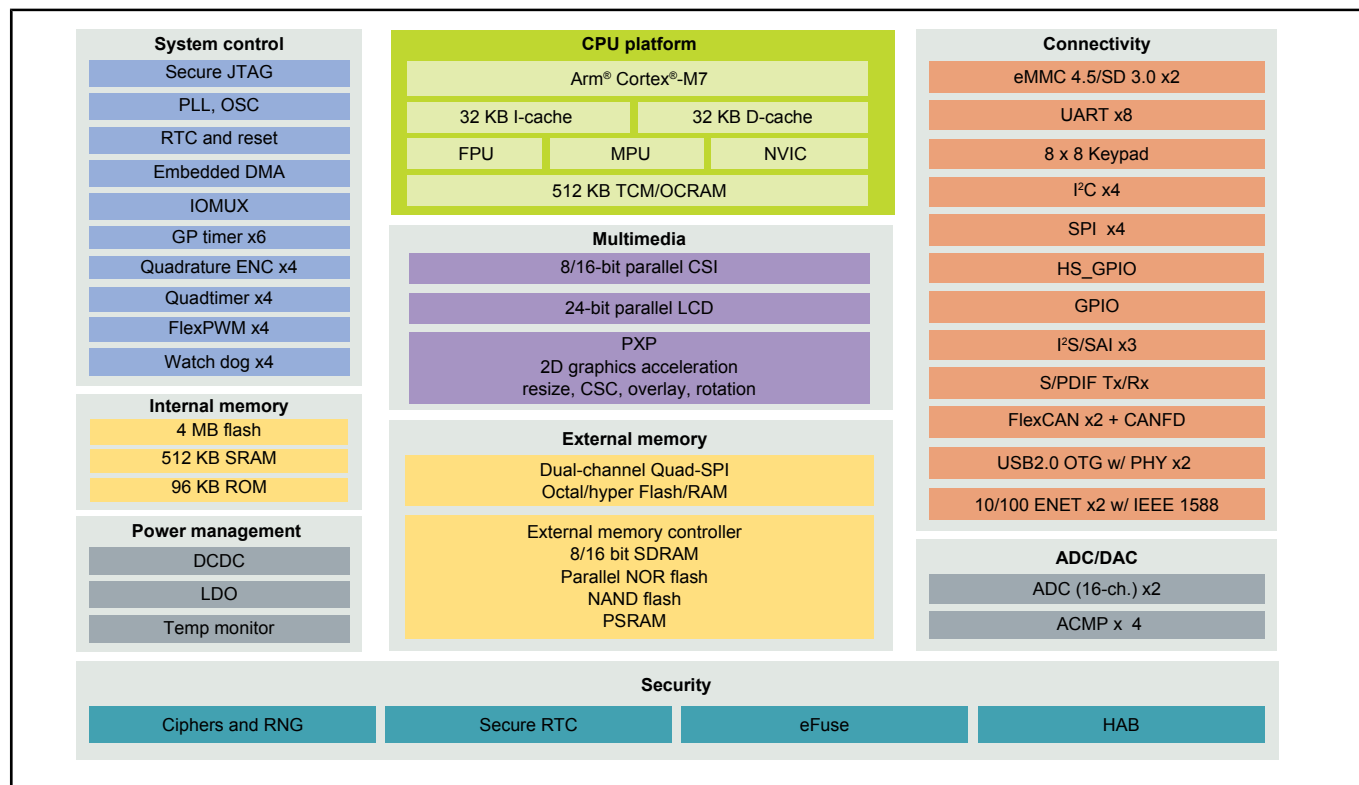 System control
Secure JTAG
PLL, OSC
RTC and reset
Embedded DMA
IOMUX
GP timer x6
Quadrature ENC x4
Quadtimer x4
FlexPWM x4
Watch dog x4
Internal memory
4 MB flash
512 KB SRAM
96 KB ROM
Power management
DCDC
LDO
Temp monitor
CPU platform
Arm® Cortex®-M7
32 KB I-cache
32 KB D-cache
FPU
MPU
NVIC
512 KB TCM/OCRAM
Multimedia
8/16-bit parallel CSI
24-bit parallel LCD
PXP
2D graphics acceleration
resize, CSC, overlay, rotation
External memory
Dual-channel Quad-SPI
Octal/hyper Flash/RAM
External memory controller
8/16 bit SDRAM
Parallel NOR flash
NAND flash
PSRAM
Connectivity
eMMC 4.5/SD 3.0 x2
UART x8
8 x 8 Keypad
I²C x4
SPI x4
HS_GPIO
GPIO
I²S/SAI x3
S/PDIF Tx/Rx
FlexCAN x2 + CANFD
USB2.0 OTG w/ PHY x2
10/100 ENET x2 w/ IEEE 1588
ADC/DAC
ADC (16-ch.) x2
ACMP x 4
Security
Ciphers and RNG
Secure RTC
eFuse
HAB